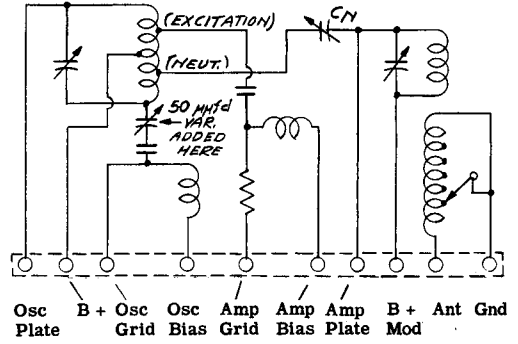 (EXCITATION)
CN
(NEUT.)
50 mmfd
VAR.
ADDED
HERE
Osc Plate
B +
Osc Grid
Osc Bias
Amp Grid
Amp Bias
Amp Plate
B + Mod
Ant
Gnd